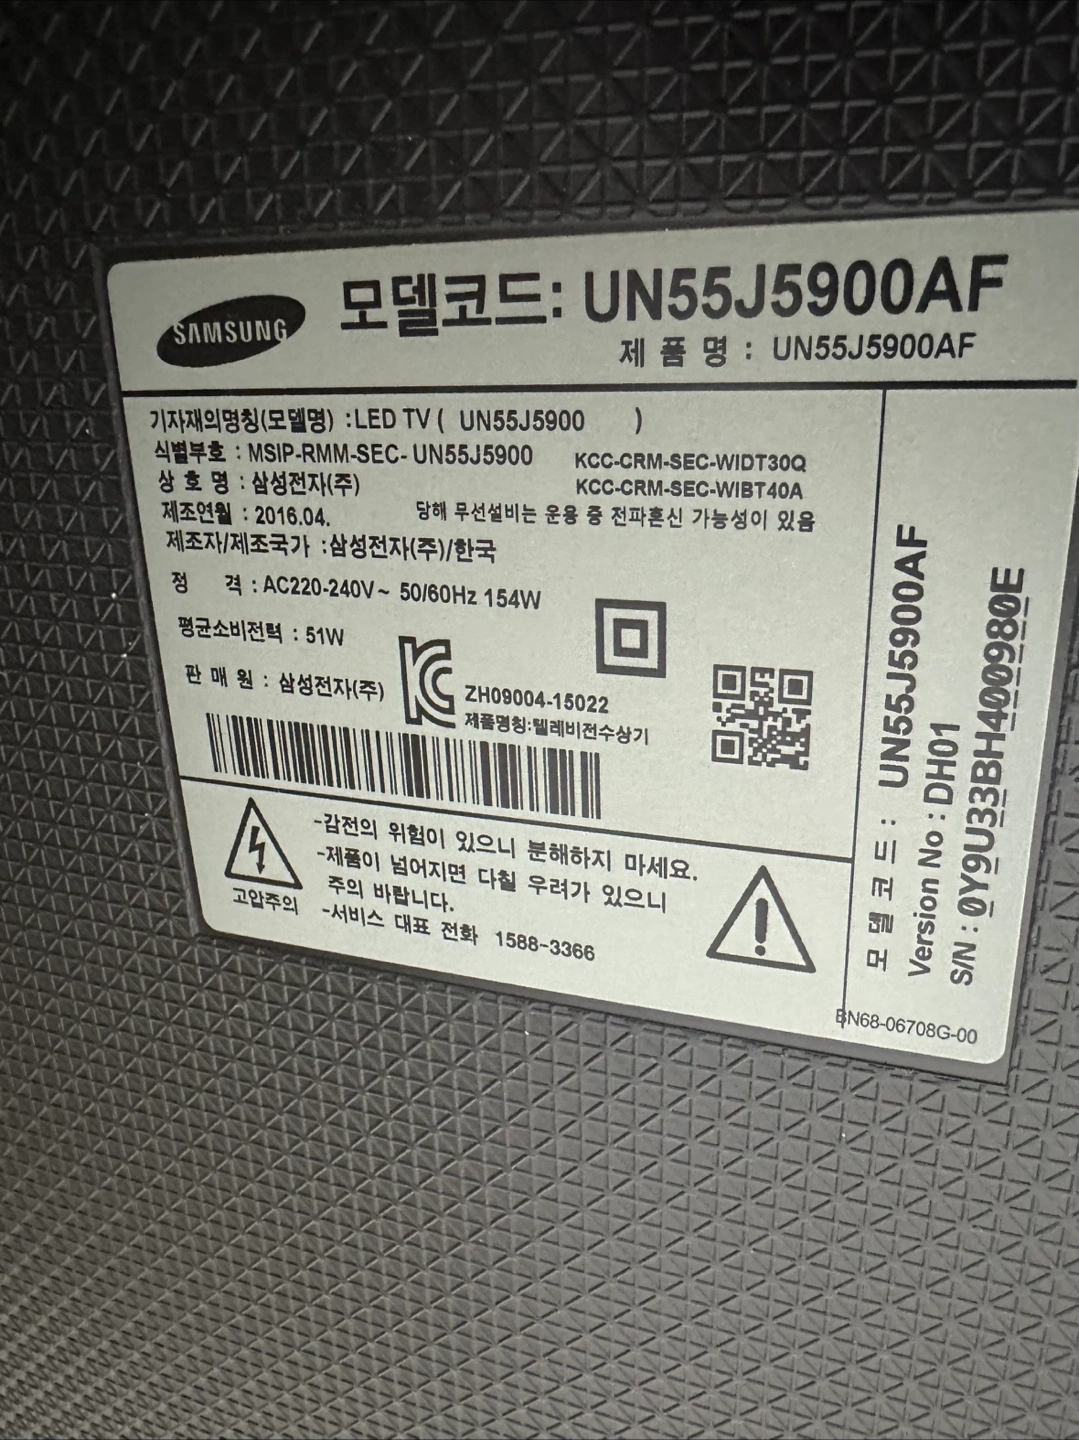 SAMSUNG
모델코드: UN55J5900AF
제 품 명 : UN55J5900AF
기자재의명칭(모델명) :LED TV ( UN55J5900 )
식별부호 : MSIP-RMM-SEC- UN55J5900 KCC-CRM-SEC-WIDT30Q
상 호 명 : 삼성전자(주) KCC-CRM-SEC-WIBT40A
제조연월 : 2016.04. 당해 무선설비는 운용 중 전파혼신 가능성이 있음
제조자/제조국가 :삼성전자(주)/한국
정 격 : AC220-240V~ 50/60Hz 154W
평균소비전력 : 51W
판 매 원 : 삼성전자(주)
ZH09004-15022
제품명칭:텔레비전수상기
고압주의
-감전의 위험이 있으니 분해하지 마세요.
-제품이 넘어지면 다칠 우려가 있으니
주의 바랍니다.
-서비스 대표 전화 1588-3366
모 델 코 드 : UN55J5900AF
Version No : DH01
S/N : 0Y9U33BH400980E
BN68-06708G-00